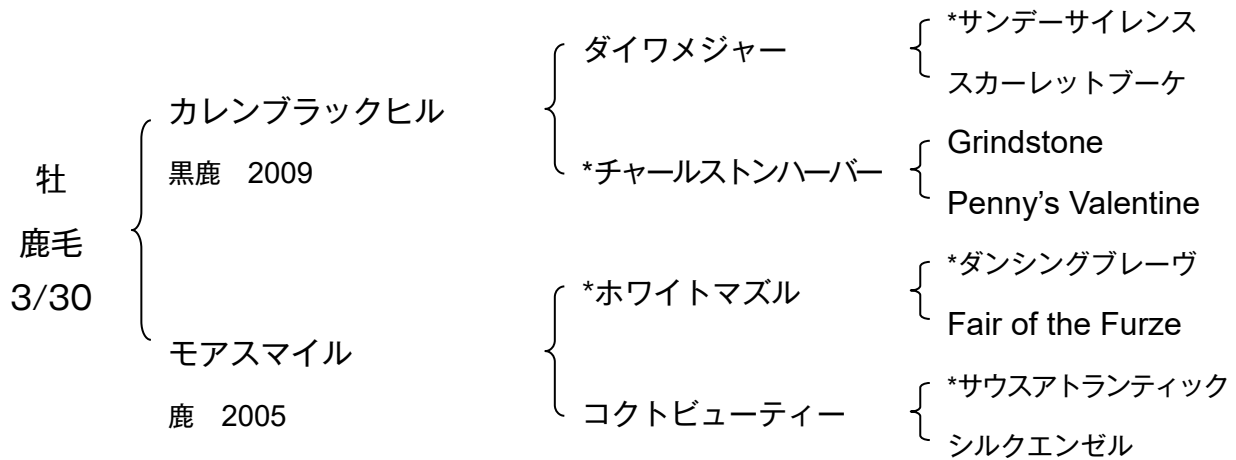 牡
鹿毛
3/30
カレンブラックヒル
黒鹿 2009
モアスマイル
鹿 2005
ダイワメジャー
*チャールストンハーバー
*ホワイトマズル
コクトビューティー
*サンデーサイレンス
スカーレットブーケ
Grindstone
Penny’s Valentine
*ダンシングブレーヴ
Fair of the Furze
*サウスアトランティック
シルクエンゼル